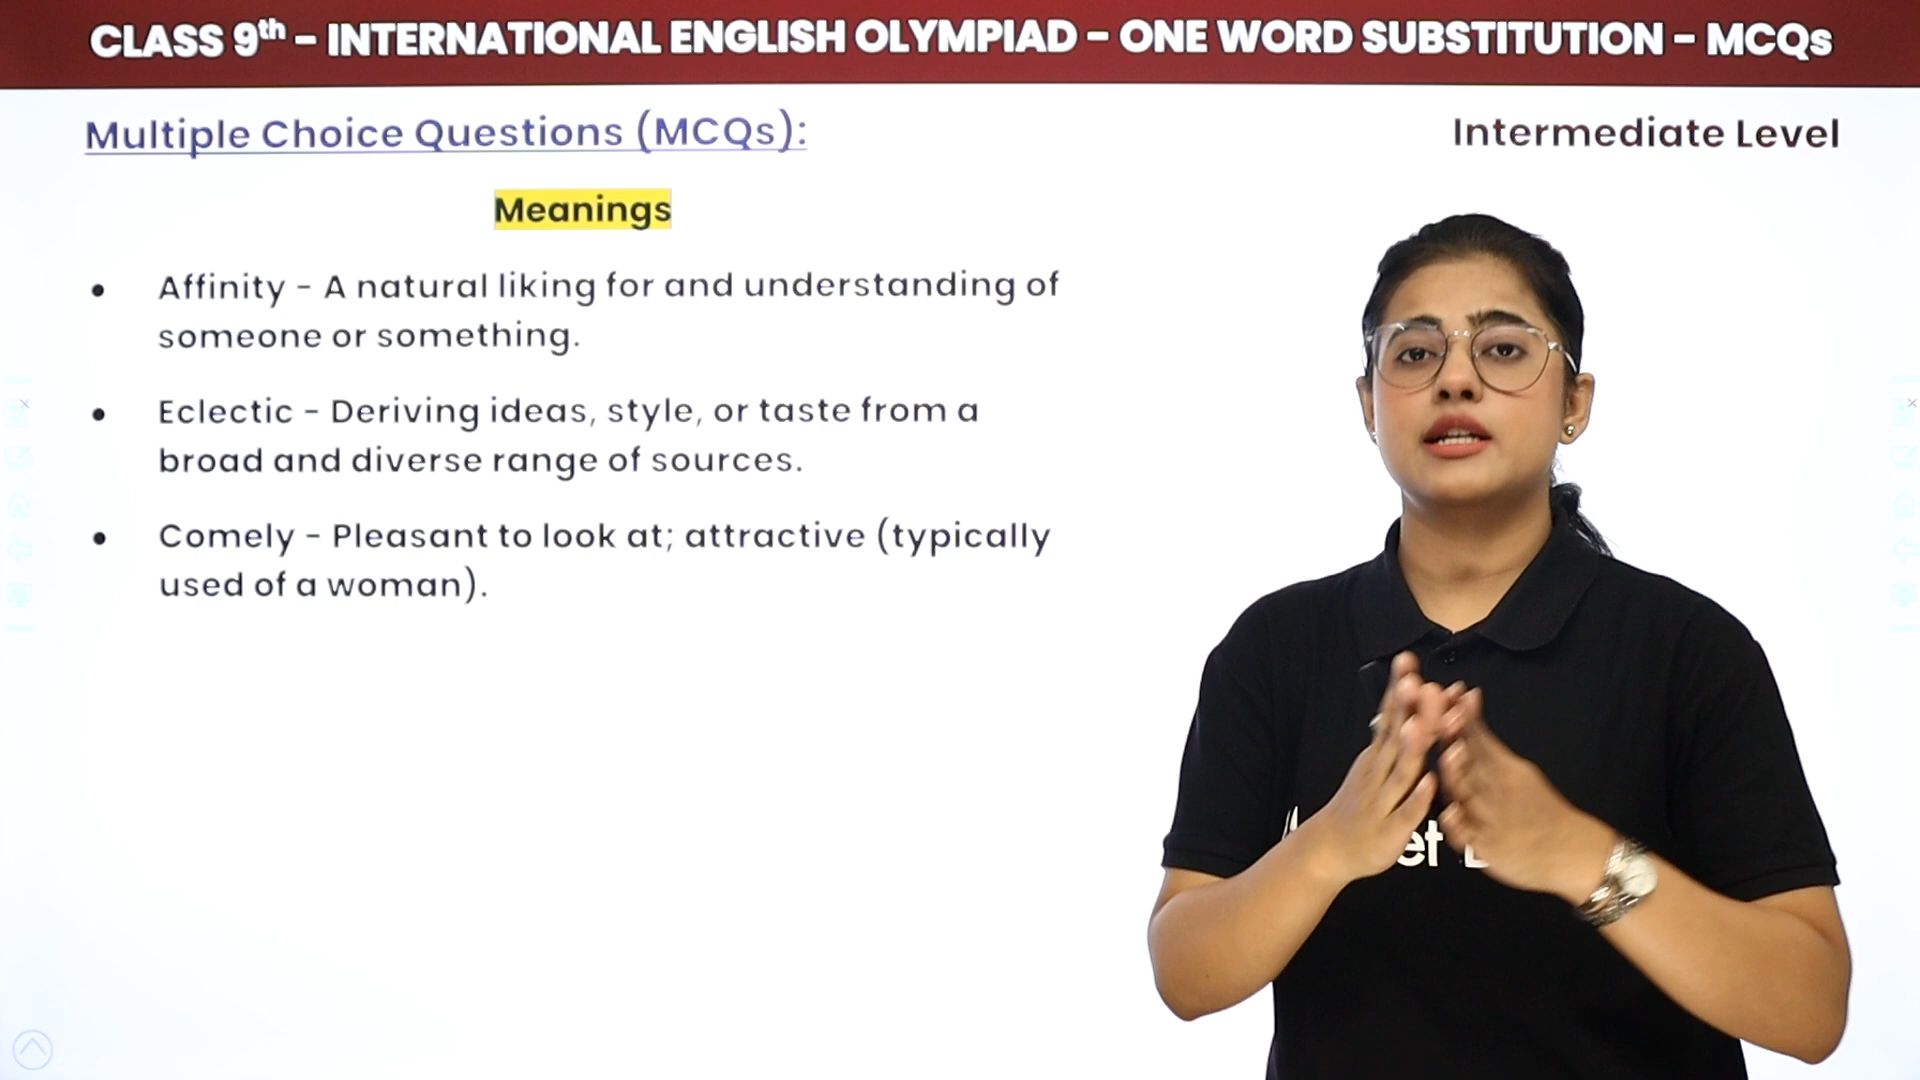 CLASS 9th - INTERNATIONAL ENGLISH OLYMPIAD - ONE WORD SUBSTITUTION - MCQs
Multiple Choice Questions (MCQs):
Intermediate Level
Meanings
• Affinity - A natural liking for and understanding of
someone or something.
• Eclectic - Deriving ideas, style, or taste from a
broad and diverse range of sources.
• Comely - Pleasant to look at; attractive (typically
used of a woman).